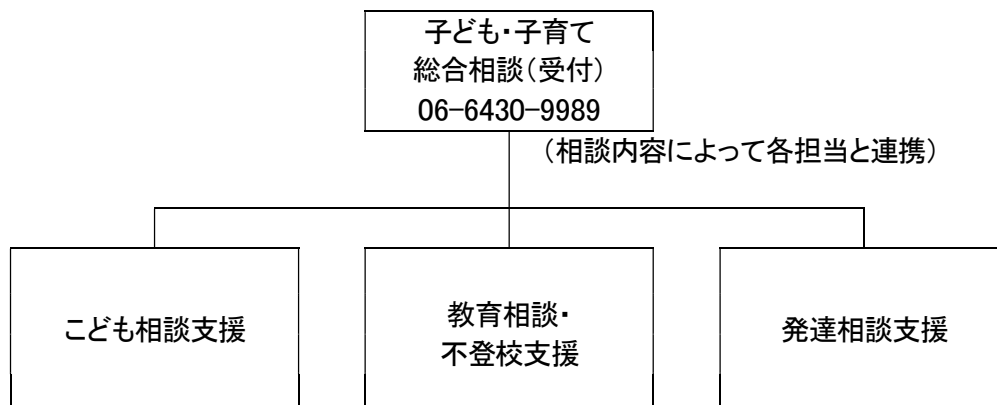 子ども・子育て
総合相談（受付）
06-6430-9989
（相談内容によって各担当と連携）
こども相談支援
教育相談・
不登校支援
発達相談支援